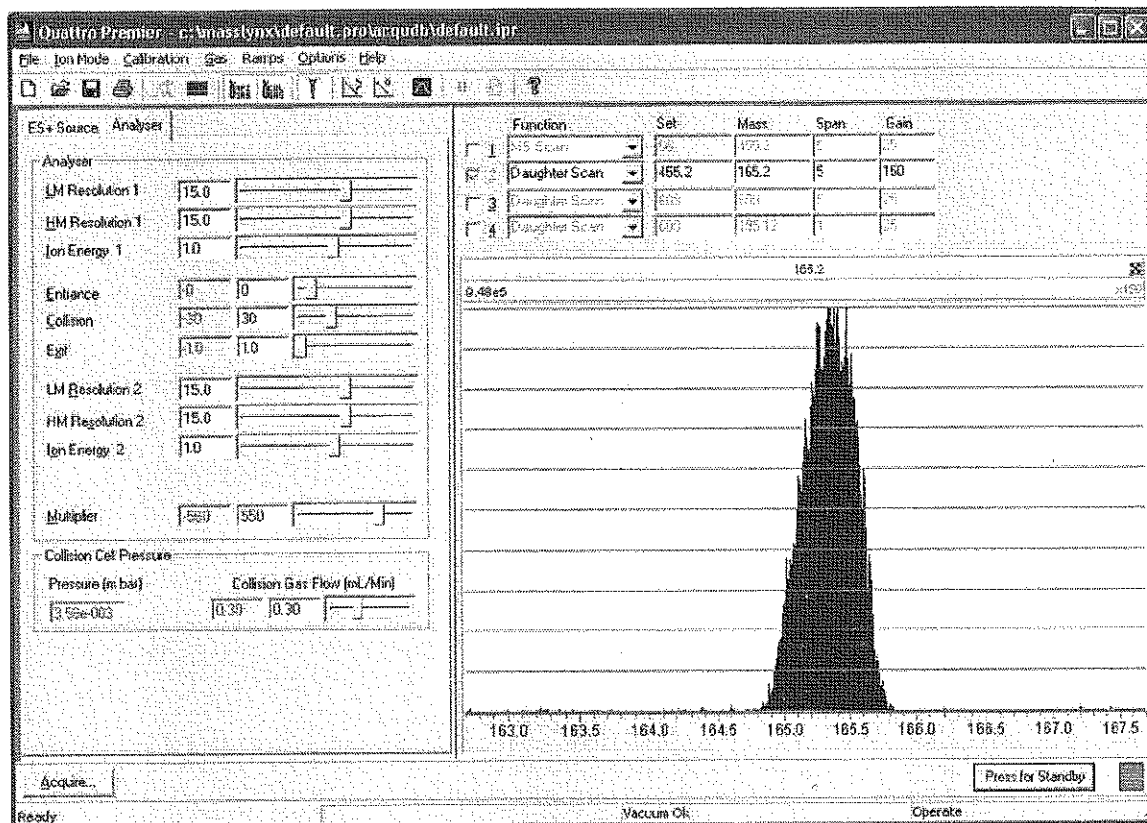 Quattro Premier - c:\masslynx\default.pro\acqudb\default.ipr
File Ion Mode Calibration Gas Ramps Options Help
ES+ Source Analyser
Analyser
LM Resolution 1 15.0
HM Resolution 1 15.0
Ion Energy 1 1.0
Entrance 0
Collision -30 30
Exit -1.0 1.0
LM Resolution 2 15.0
HM Resolution 2 15.0
Ion Energy 2 1.0
Multiplier 550
Collision Cell Pressure
Pressure (m bar) Collision Gas Flow (mL/Min)
0.30 0.30
Function Set Mass Span Gain
1 MS Scan
2 Daughter Scan 455.2 165.2 5 150
3 Daughter Scan
4 Daughter Scan
165.2
x150
163.0 163.5 164.0 164.5 165.0 165.5 166.0 166.5 167.0 167.5
Acquire... Press for Standby
Ready Vacuum OK Operate